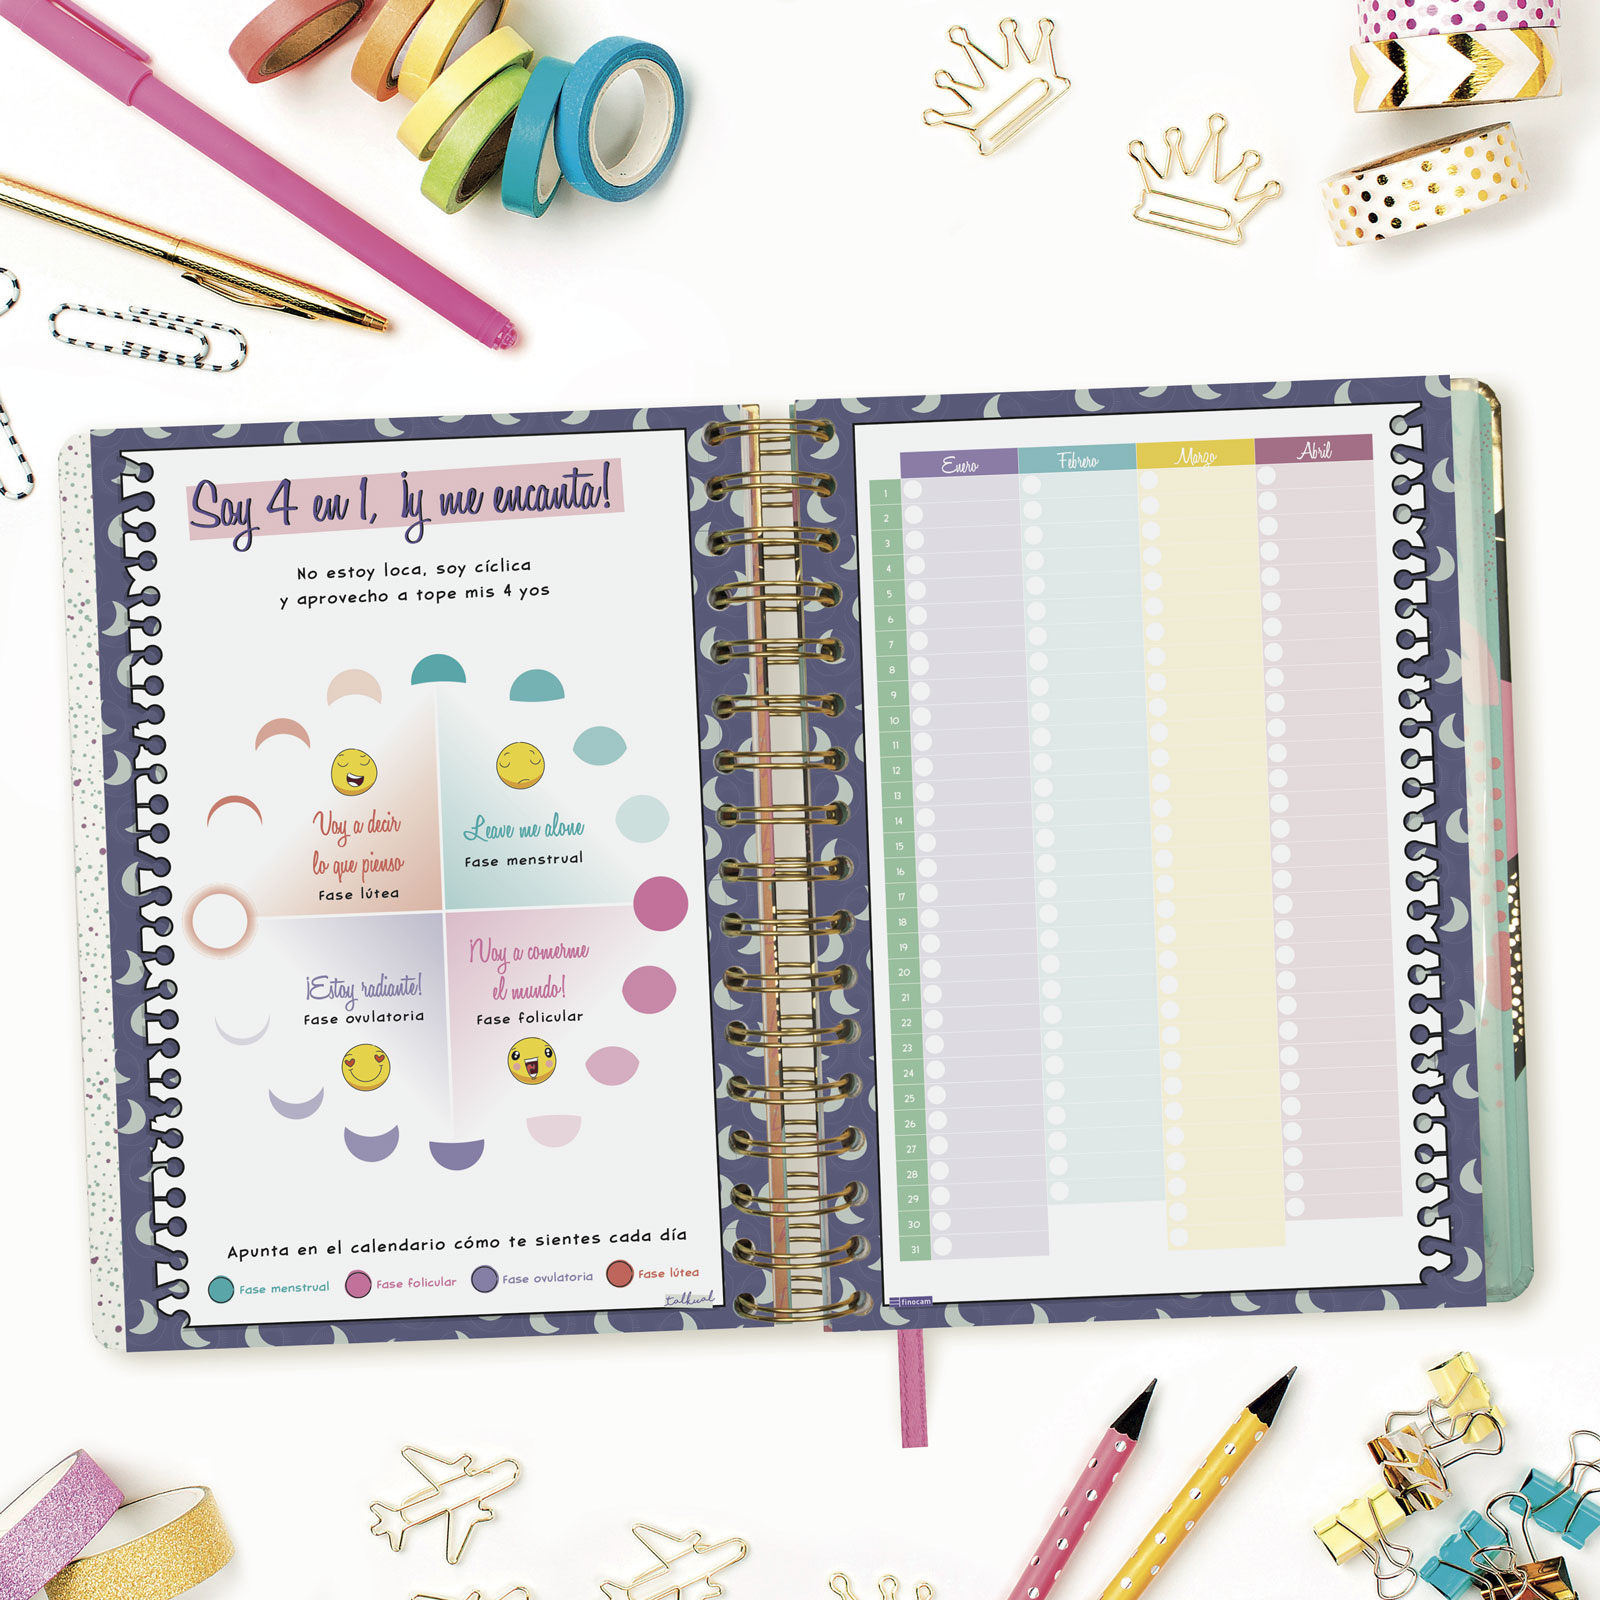 Soy 4 en 1, ¡y me encanta!
No estoy loca, soy cíclica
y aprovecho a tope mis 4 yos
Voy a decir
lo que pienso
Fase lútea
Leave me alone
Fase menstrual
¡Estoy radiante!
Fase ovulatoria
¡Voy a comerme
el mundo!
Fase folicular
Apunta en el calendario cómo te sientes cada día
Fase menstrual Fase folicular Fase ovulatoria Fase lútea
talkual
Enero Febrero Marzo Abril
1
2
3
4
5
6
7
8
9
10
11
12
13
14
15
16
17
18
19
20
21
22
23
24
25
26
27
28
29
30
31
finocam